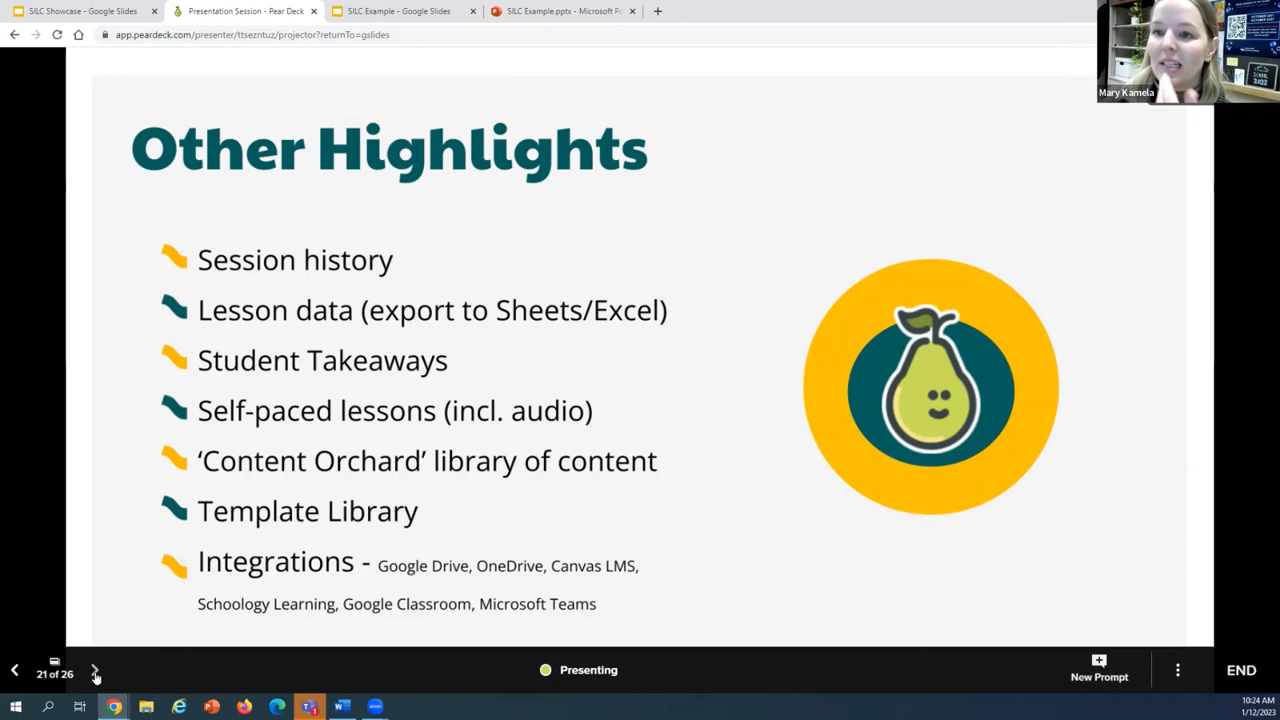 SILC Showcase - Google Slides
Presentation Session - Pear Deck
SILC Example - Google Slides
SILC Example.pptx - Microsoft Po
app.peardeck.com/presenter/ttsezntuz/projector?returnTo=gslides
Mary Kamela
Other Highlights
Session history
Lesson data (export to Sheets/Excel)
Student Takeaways
Self-paced lessons (incl. audio)
‘Content Orchard’ library of content
Template Library
Integrations - Google Drive, OneDrive, Canvas LMS,
Schoology Learning, Google Classroom, Microsoft Teams
21 of 26
Presenting
New Prompt
END
10:24 AM
1/12/2023